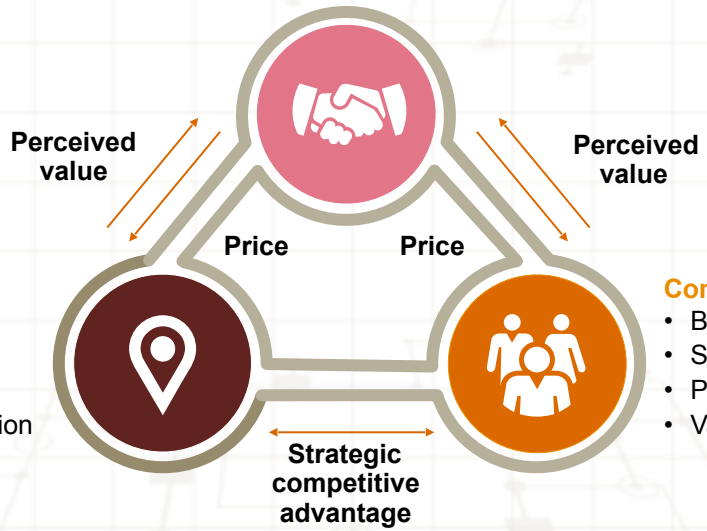 Perceived
value
Perceived
value
Price
Price
Strategic
competitive
advantage